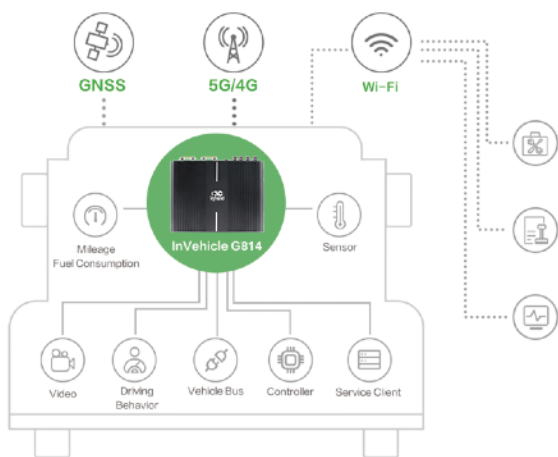 GNSS
5G/4G
Wi-Fi
InVehicle G814
Mileage
Fuel Consumption
Sensor
Video
Driving
Behavior
Vehicle Bus
Controller
Service Client